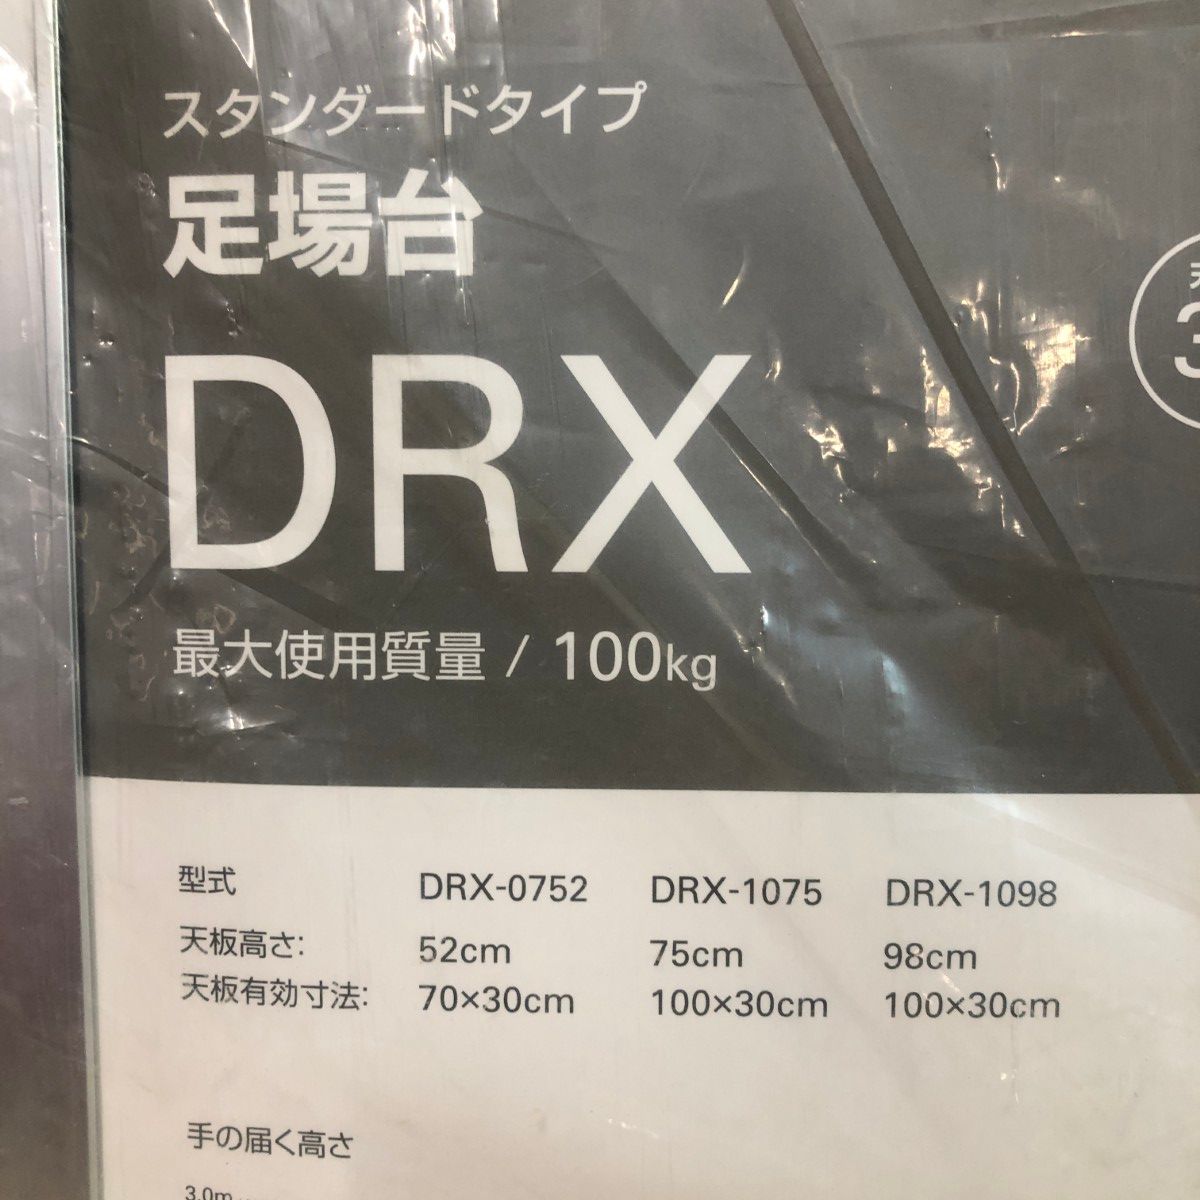 スタンダードタイプ
足場台
DRX
最大使用質量 / 100kg
型式 DRX-0752 DRX-1075 DRX-1098
天板高さ: 52cm 75cm 98cm
天板有効寸法: 70×30cm 100×30cm 100×30cm
手の届く高さ
3.0m